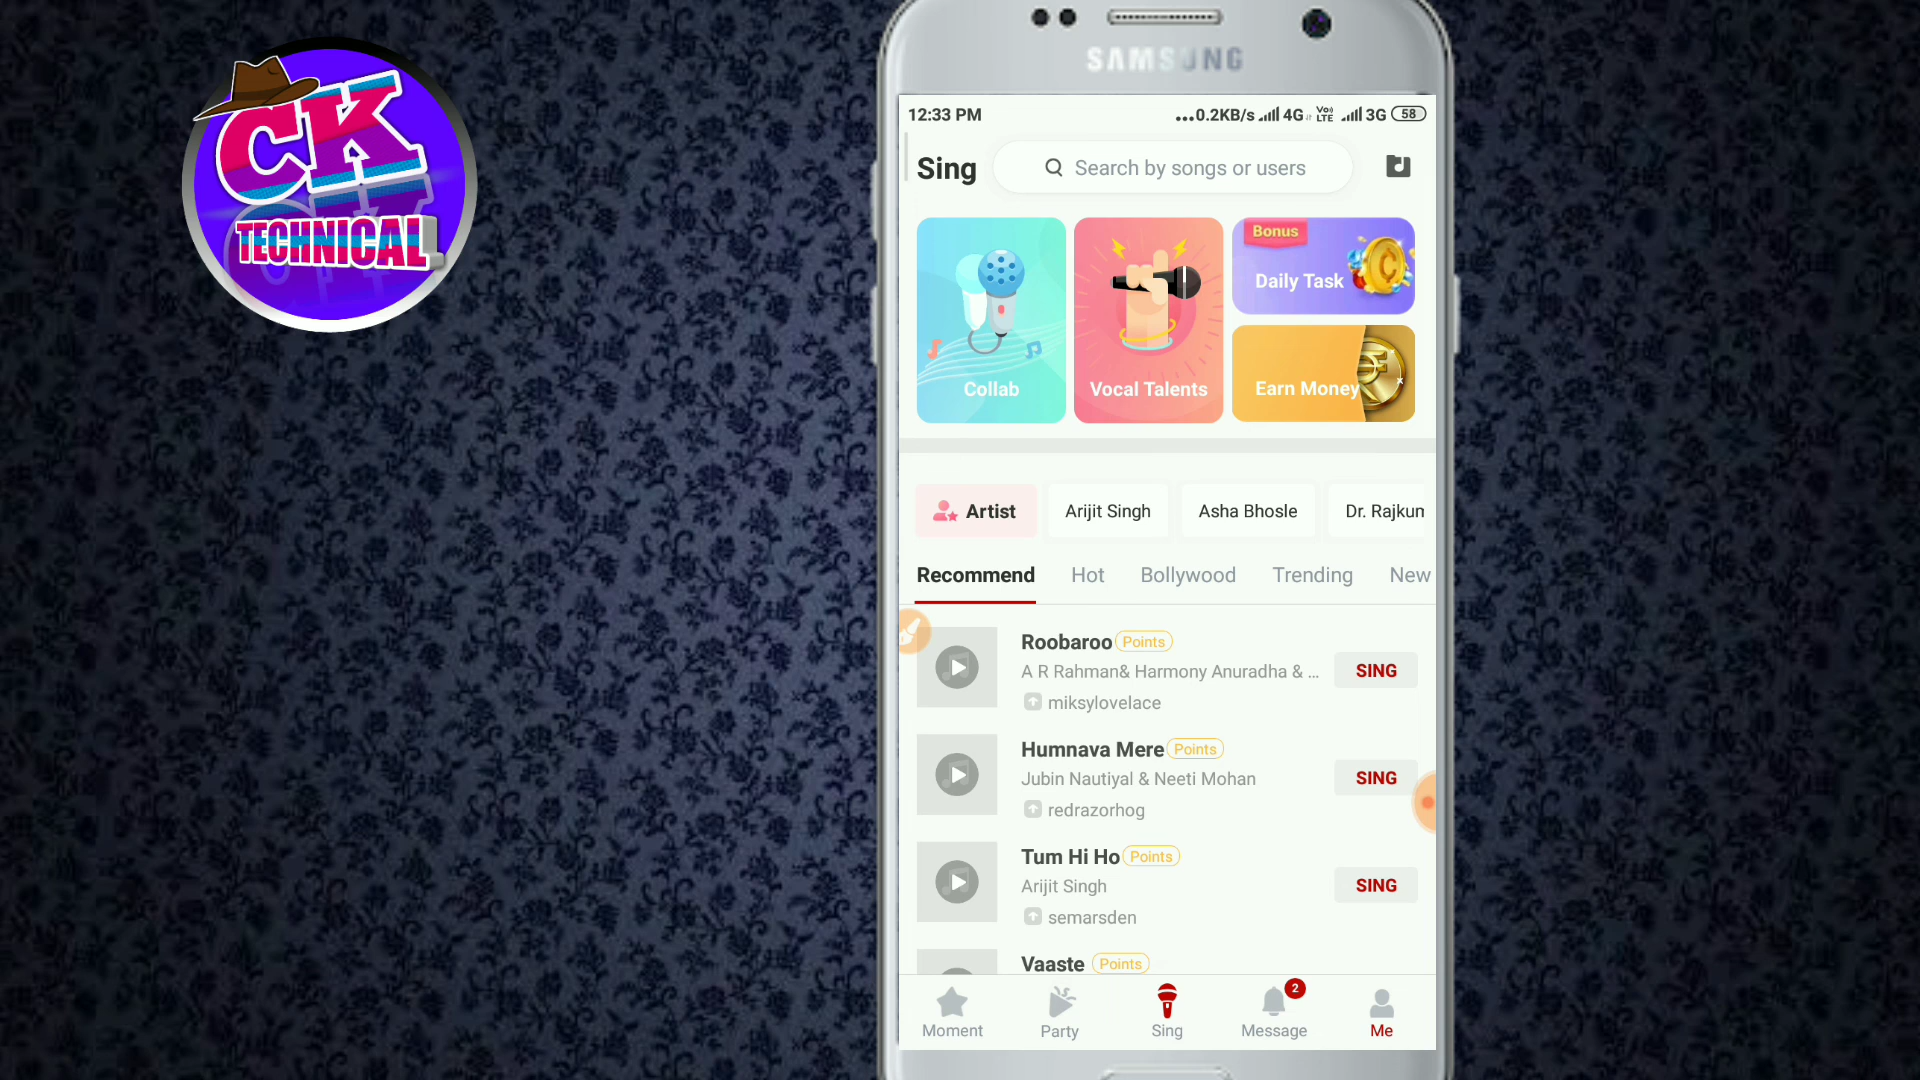 CK
TECHNICAL
SAMSUNG
12:33 PM
...0.2KB/s 4G Vo)) LTE 3G 58
Sing
Search by songs or users
Collab
Vocal Talents
Bonus
Daily Task
Earn Money
Artist
Arijit Singh
Asha Bhosle
Dr. Rajkum
Recommend
Hot
Bollywood
Trending
New
Roobaroo Points
A R Rahman& Harmony Anuradha & ...
miksylovelace
SING
Humnava Mere Points
Jubin Nautiyal & Neeti Mohan
redrazorhog
SING
Tum Hi Ho Points
Arijit Singh
semarsden
SING
Vaaste Points
Moment
Party
Sing
2
Message
Me